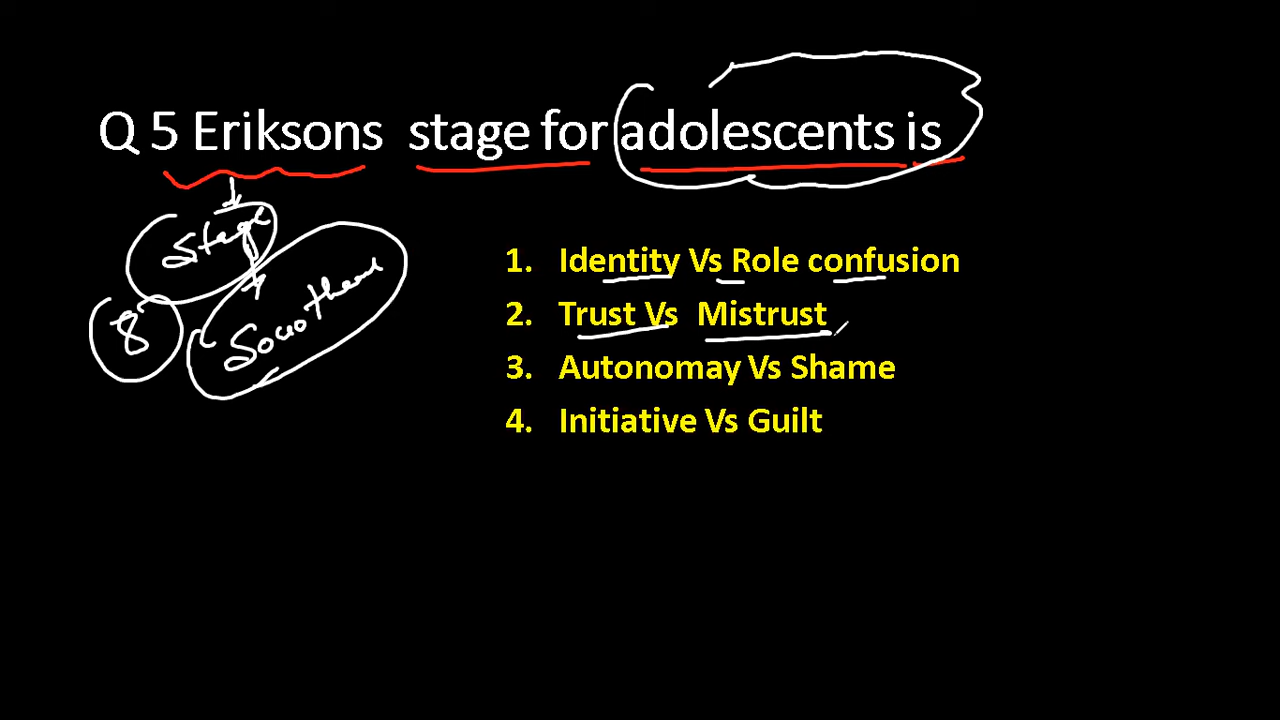 Q 5 Eriksons stage for adolescents is
Stage
8
1. Identity Vs Role confusion
2. Trust Vs Mistrust
3. Autonomay Vs Shame
4. Initiative Vs Guilt